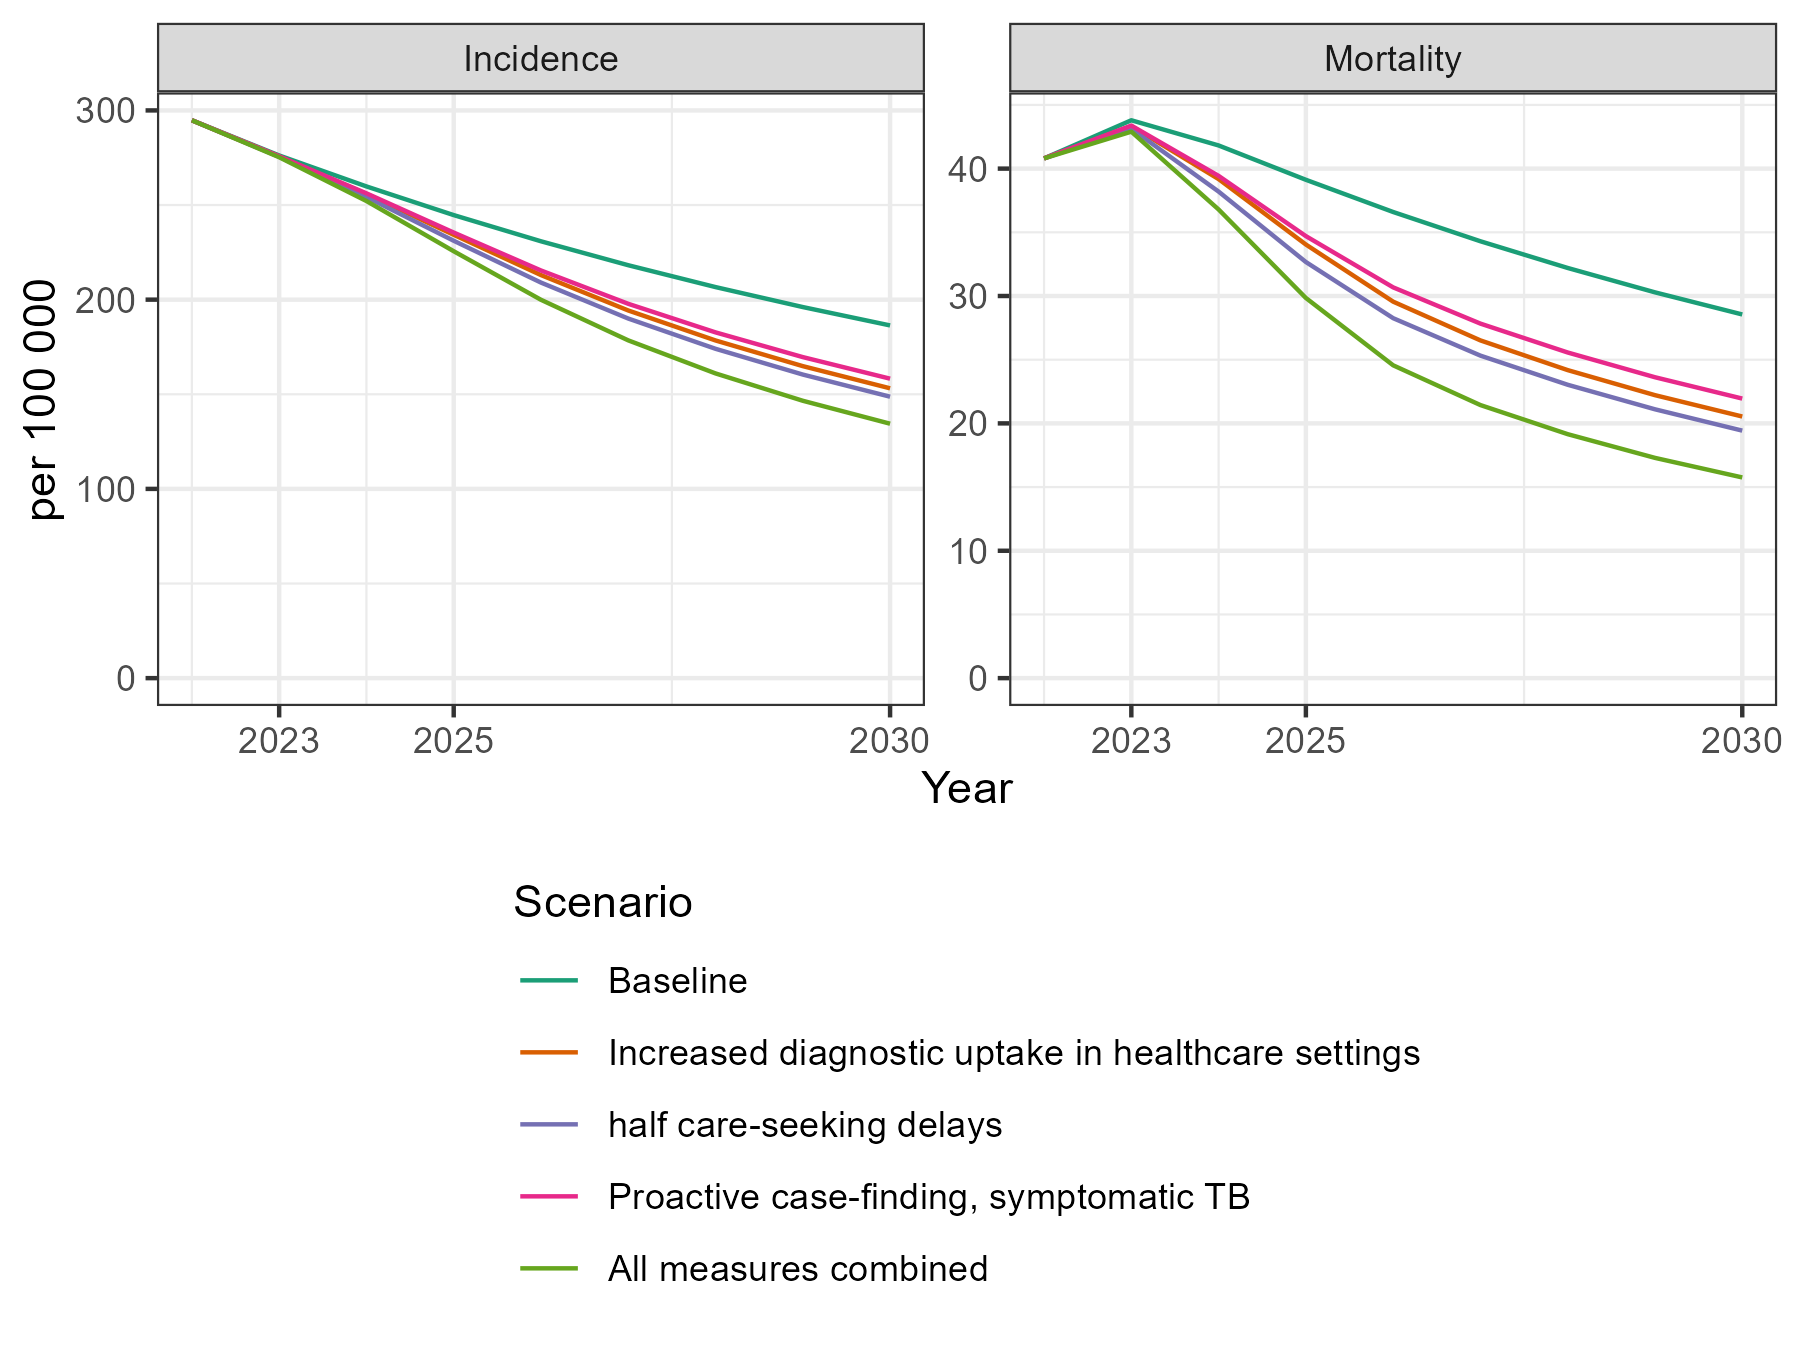 Incidence
Mortality
per 100 000
300
200
100
0
40
30
20
10
0
2023
2025
2030
2023
2025
2030
Year
Scenario
Baseline
Increased diagnostic uptake in healthcare settings
half care-seeking delays
Proactive case-finding, symptomatic TB
All measures combined